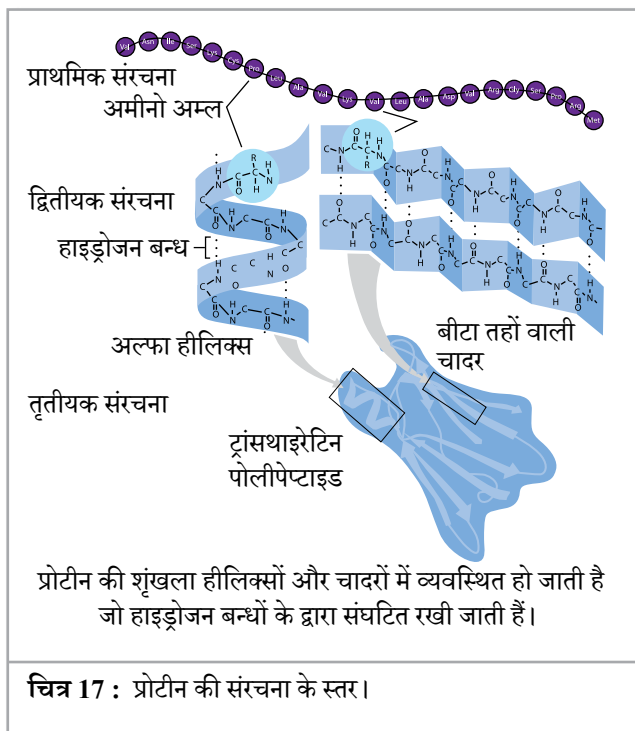 Val Asn Ile Ser Lys Cys Pro Leu Ala Val Lys Val Leu Ala Asp Val Arg Gly Ser Pro Arg Met
प्राथमिक संरचना
अमीनो अम्ल
द्वितीयक संरचना
हाइड्रोजन बन्ध
अल्फा हीलिक्स
बीटा तहों वाली
चादर
तृतीयक संरचना
ट्रांसथाइरेटिन
पोलीपेप्टाइड
प्रोटीन की शृंखला हीलिक्सों और चादरों में व्यवस्थित हो जाती है
जो हाइड्रोजन बन्धों के द्वारा संघटित रखी जाती हैं।
चित्र 17 : प्रोटीन की संरचना के स्तर।